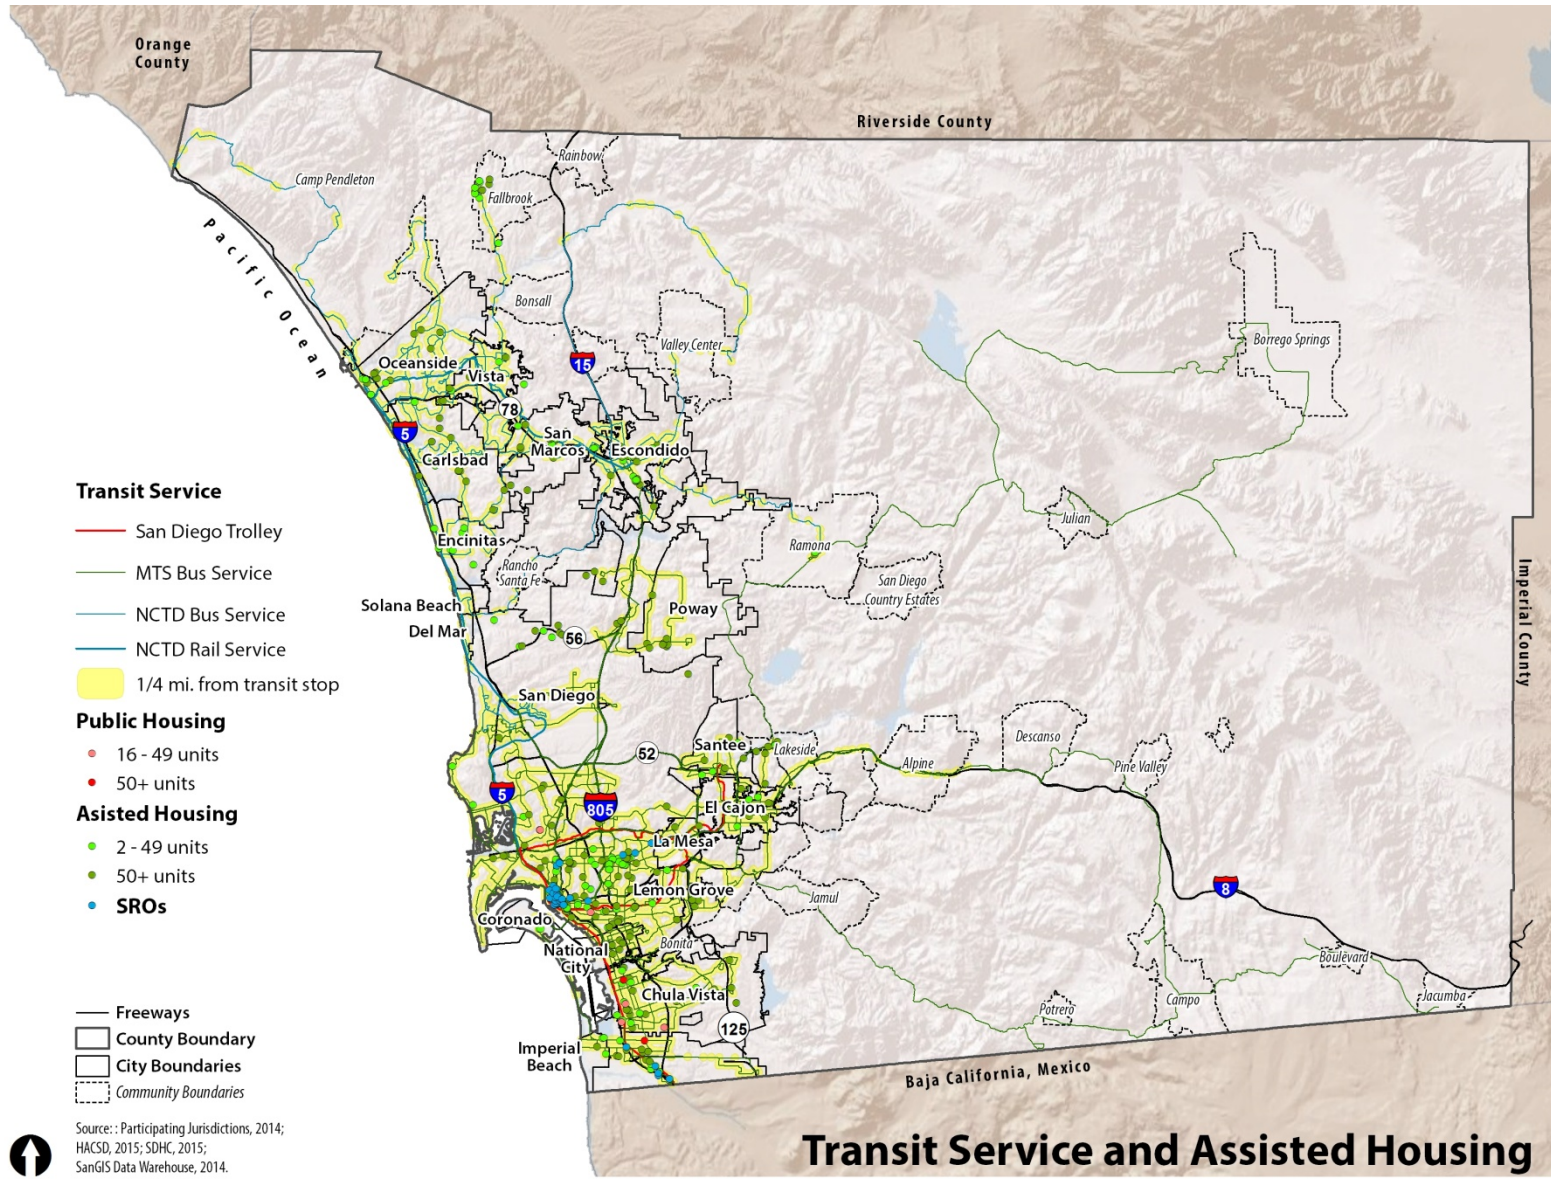 Orange
County
Riverside County
Rainbow
Camp Pendleton
Fallbrook
Pacific Ocean
Bonsall
Valley Center
Borrego Springs
Oceanside
Vista
15
78
5
San
Marcos
Escondido
Carlsbad
Transit Service
San Diego Trolley
MTS Bus Service
NCTD Bus Service
NCTD Rail Service
1/4 mi. from transit stop
Public Housing
16 - 49 units
50+ units
Asisted Housing
2 - 49 units
50+ units
SROs
Encinitas
Rancho
Santa Fe
Ramona
Julian
San Diego
Country Estates
Imperial County
Solana Beach
Del Mar
Poway
56
San Diego
52
Santee
Lakeside
Alpine
Descanso
Pine Valley
5
805
El Cajon
La Mesa
Lemon Grove
Jamul
8
Coronado
National
City
Bonita
Chula Vista
125
Boulevard
Jacumba
Campo
Potrero
Imperial
Beach
Baja California, Mexico
Freeways
County Boundary
City Boundaries
Community Boundaries
Source: : Participating Jurisdictions, 2014;
HACSD, 2015; SDHC, 2015;
SanGIS Data Warehouse, 2014.
Transit Service and Assisted Housing